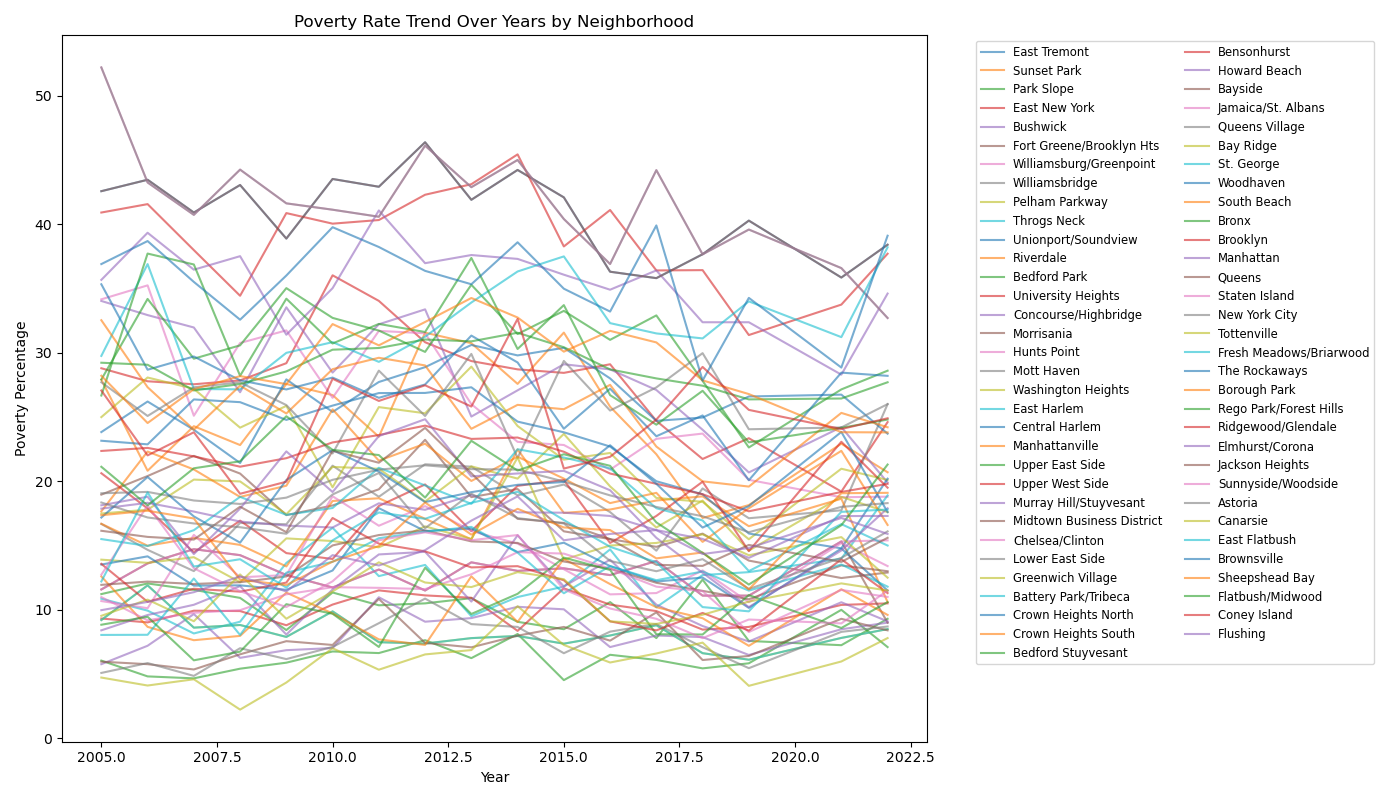 Poverty Rate Trend Over Years by Neighborhood
Poverty Percentage
50
40
30
20
10
0
2005.0 2007.5 2010.0 2012.5 2015.0 2017.5 2020.0 2022.5
Year
East Tremont
Sunset Park
Park Slope
East New York
Bushwick
Fort Greene/Brooklyn Hts
Williamsburg/Greenpoint
Williamsbridge
Pelham Parkway
Throgs Neck
Unionport/Soundview
Riverdale
Bedford Park
University Heights
Concourse/Highbridge
Morrisania
Hunts Point
Mott Haven
Washington Heights
East Harlem
Central Harlem
Manhattanville
Upper East Side
Upper West Side
Murray Hill/Stuyvesant
Midtown Business District
Chelsea/Clinton
Lower East Side
Greenwich Village
Battery Park/Tribeca
Crown Heights North
Crown Heights South
Bedford Stuyvesant
Bensonhurst
Howard Beach
Bayside
Jamaica/St. Albans
Queens Village
Bay Ridge
St. George
Woodhaven
South Beach
Bronx
Brooklyn
Manhattan
Queens
Staten Island
New York City
Tottenville
Fresh Meadows/Briarwood
The Rockaways
Borough Park
Rego Park/Forest Hills
Ridgewood/Glendale
Elmhurst/Corona
Jackson Heights
Sunnyside/Woodside
Astoria
Canarsie
East Flatbush
Brownsville
Sheepshead Bay
Flatbush/Midwood
Coney Island
Flushing